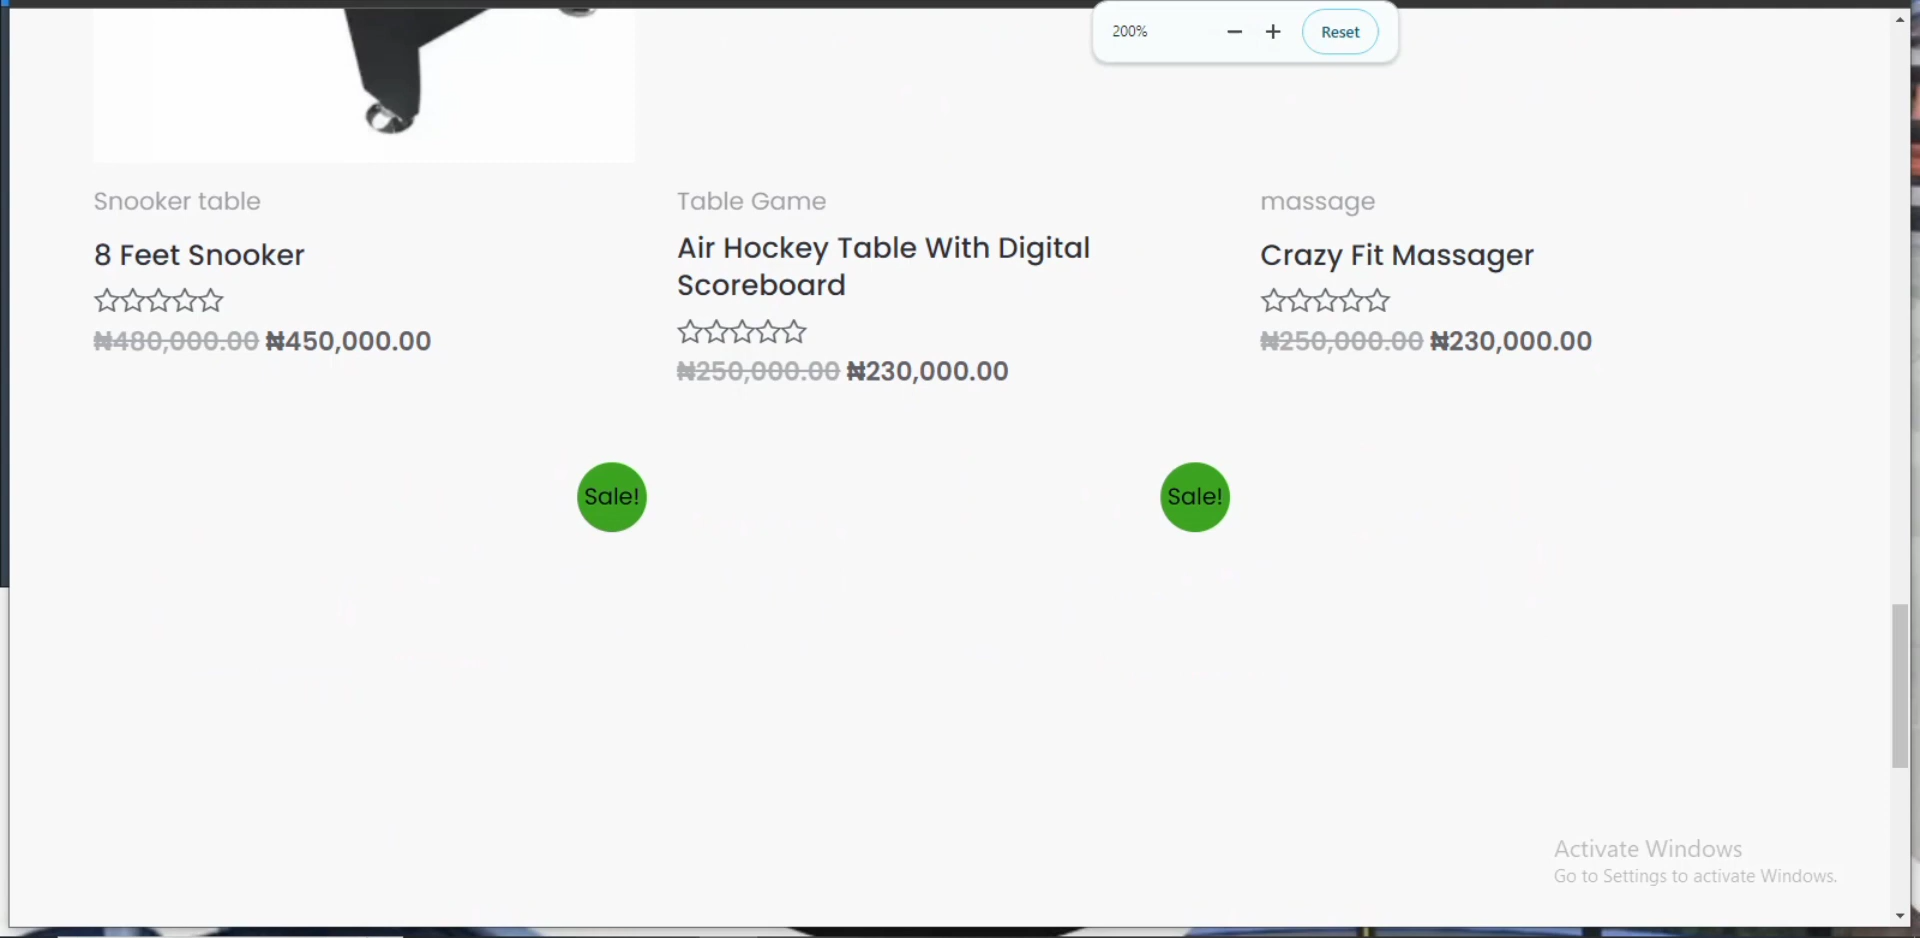 200%
Reset
Snooker table
8 Feet Snooker
₦480,000.00 ₦450,000.00
Table Game
Air Hockey Table With Digital
Scoreboard
₦250,000.00 ₦230,000.00
massage
Crazy Fit Massager
₦250,000.00 ₦230,000.00
Sale!
Sale!
Activate Windows
Go to Settings to activate Windows.